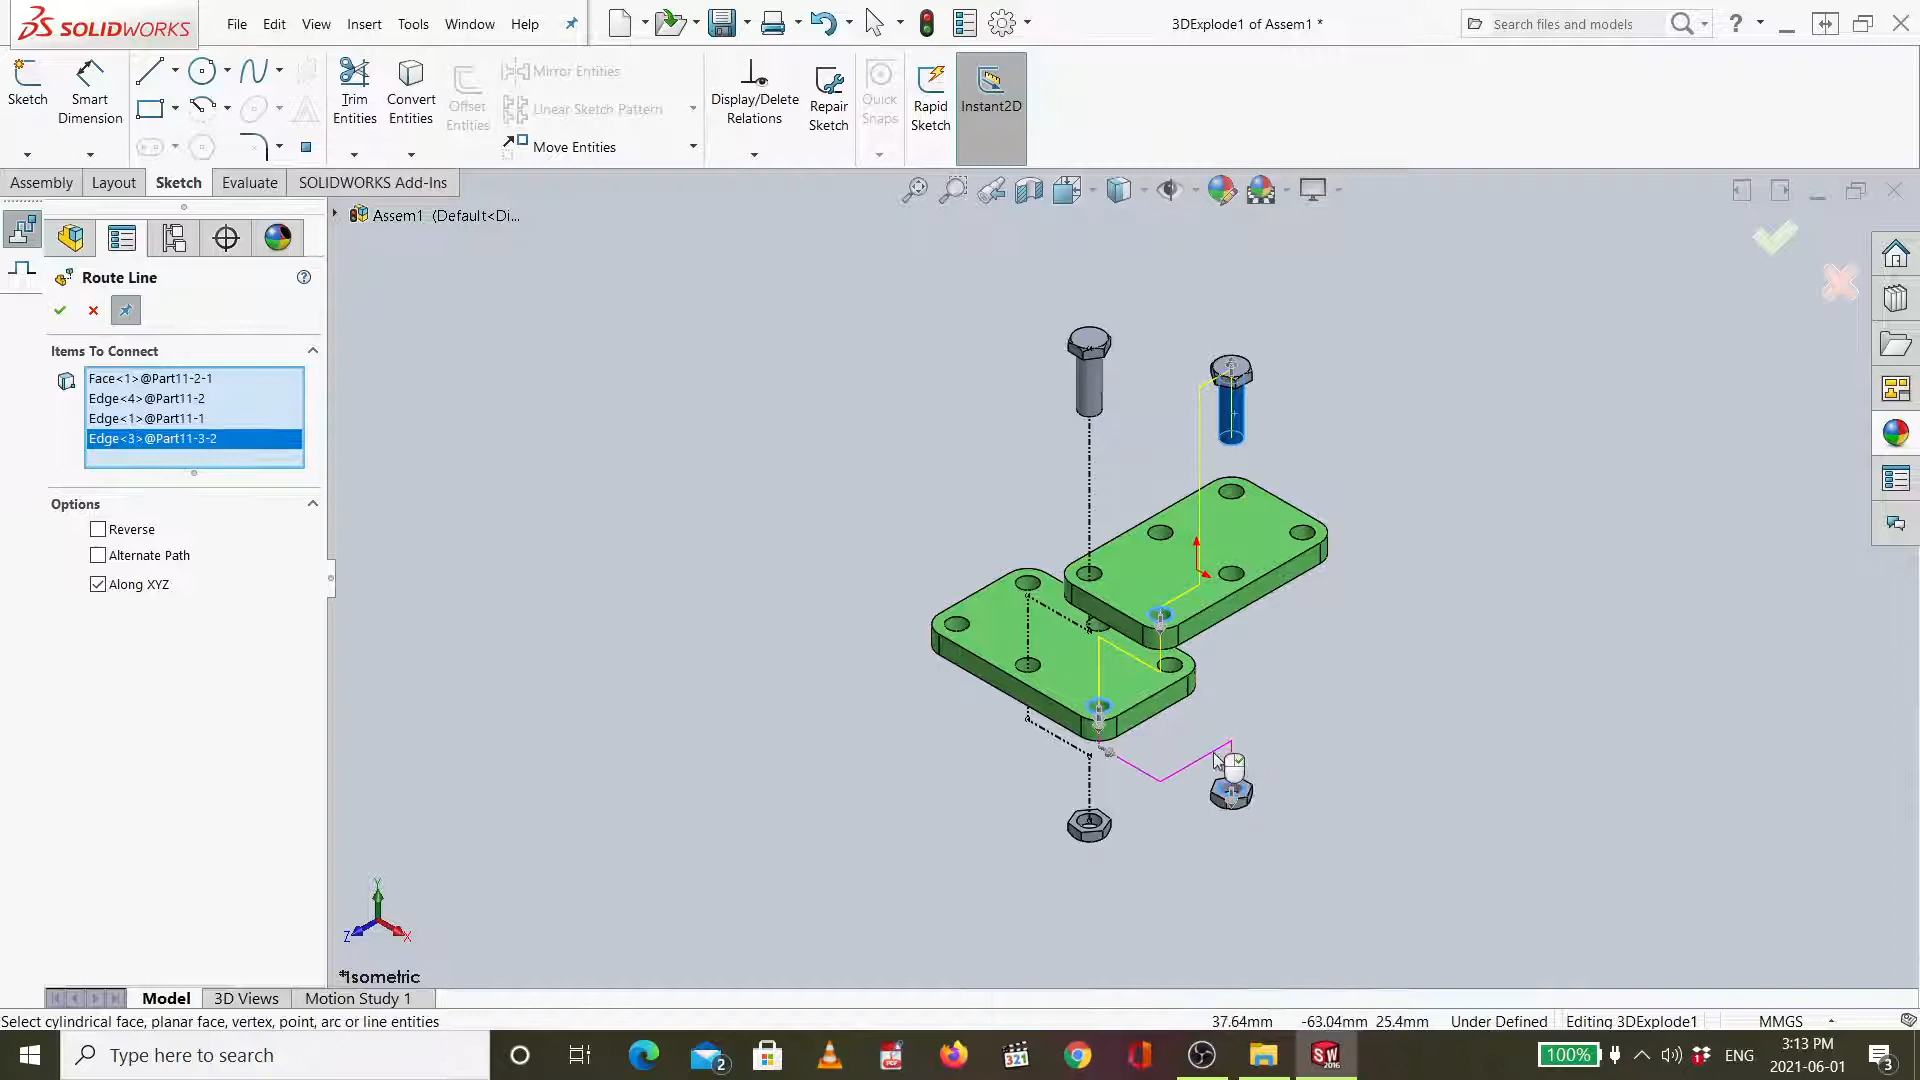 SOLIDWORKS
File Edit View Insert Tools Window Help
3DExplode1 of Assem1 *
Search files and models
Sketch
Smart Dimension
Trim Entities
Convert Entities
Offset Entities
Mirror Entities
Linear Sketch Pattern
Move Entities
Display/Delete Relations
Repair Sketch
Quick Snaps
Rapid Sketch
Instant2D
Assembly Layout Sketch Evaluate SOLIDWORKS Add-Ins
Assem1 (Default<Di...
Route Line
Items To Connect
Face<1>@Part11-2-1
Edge<4>@Part11-2
Edge<1>@Part11-1
Edge<3>@Part11-3-2
Options
Reverse
Alternate Path
Along XYZ
Y
Z
X
*Isometric
Model 3D Views Motion Study 1
Select cylindrical face, planar face, vertex, point, arc or line entities
37.64mm -63.04mm 25.4mm Under Defined Editing 3DExplode1 MMGS
Type here to search
2
321
SW
2016
100%
ENG
3:13 PM
2021-06-01
3